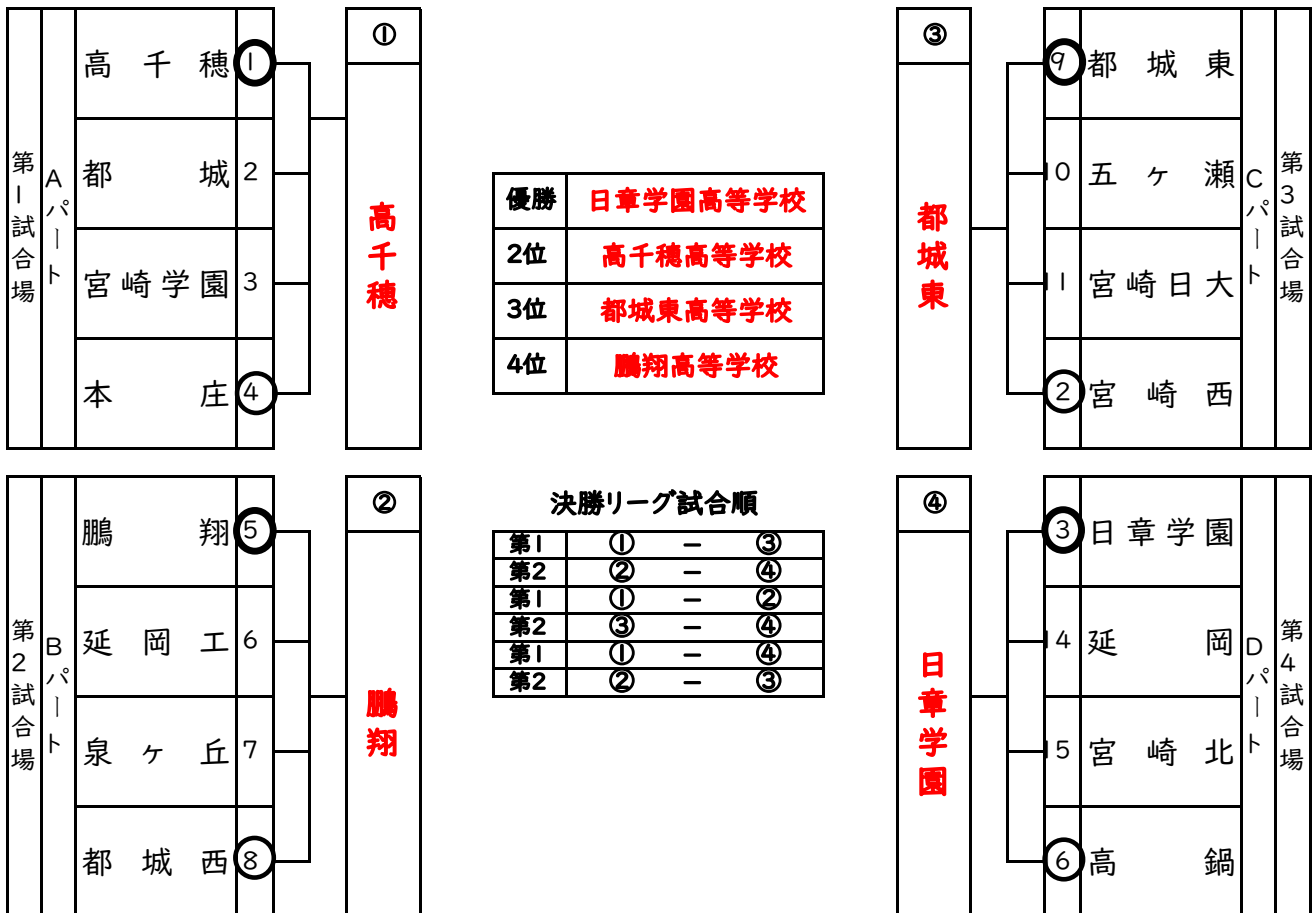 第1試合場
Aパート
高千穂 1
都城 2
宮崎学園 3
本庄 4
①
高千穂
優勝 日章学園高等学校
2位 高千穂高等学校
3位 都城東高等学校
4位 鵬翔高等学校
③
都城東
9 都城東
10 五ヶ瀬
11 宮崎日大
2 宮崎西
Cパート
第3試合場
第2試合場
Bパート
鵬翔 5
延岡工 6
泉ヶ丘 7
都城西 8
②
鵬翔
決勝リーグ試合順
第1 ① － ③
第2 ② － ④
第1 ① － ②
第2 ③ － ④
第1 ① － ④
第2 ② － ③
④
日章学園
3 日章学園
14 延岡
15 宮崎北
6 高鍋
Dパート
第4試合場